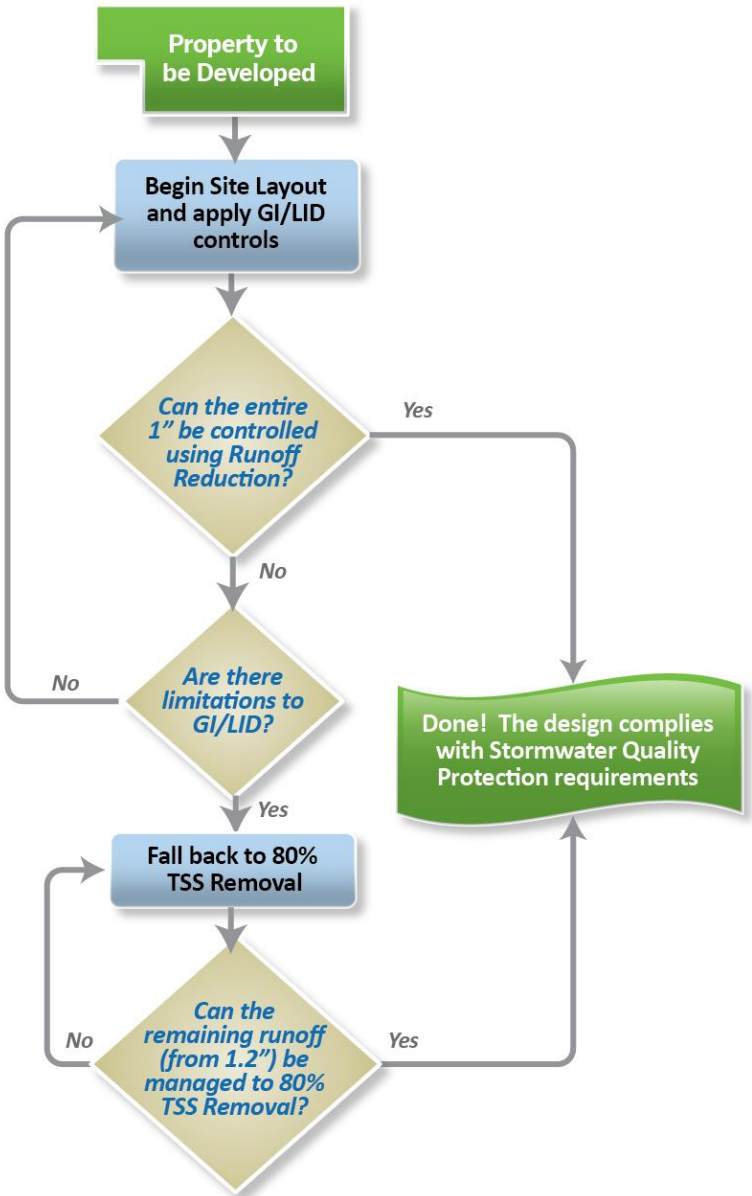 Property to
be Developed
Begin Site Layout
and apply GI/LID
controls
Can the entire
1” be controlled
using Runoff
Reduction?
Yes
No
Are there
limitations to
GI/LID?
No
Yes
Done! The design complies
with Stormwater Quality
Protection requirements
Fall back to 80%
TSS Removal
Can the
remaining runoff
(from 1.2”) be
managed to 80%
TSS Removal?
No
Yes